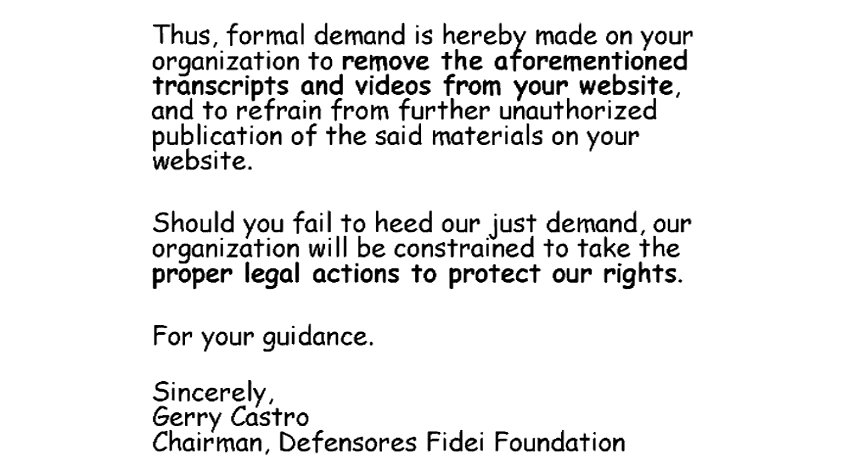 Thus, formal demand is hereby made on your
organization to remove the aforementioned
transcripts and videos from your website,
and to refrain from further unauthorized
publication of the said materials on your
website.
Should you fail to heed our just demand, our
organization will be constrained to take the
proper legal actions to protect our rights.
For your guidance.
Sincerely,
Gerry Castro
Chairman, Defensores Fidei Foundation